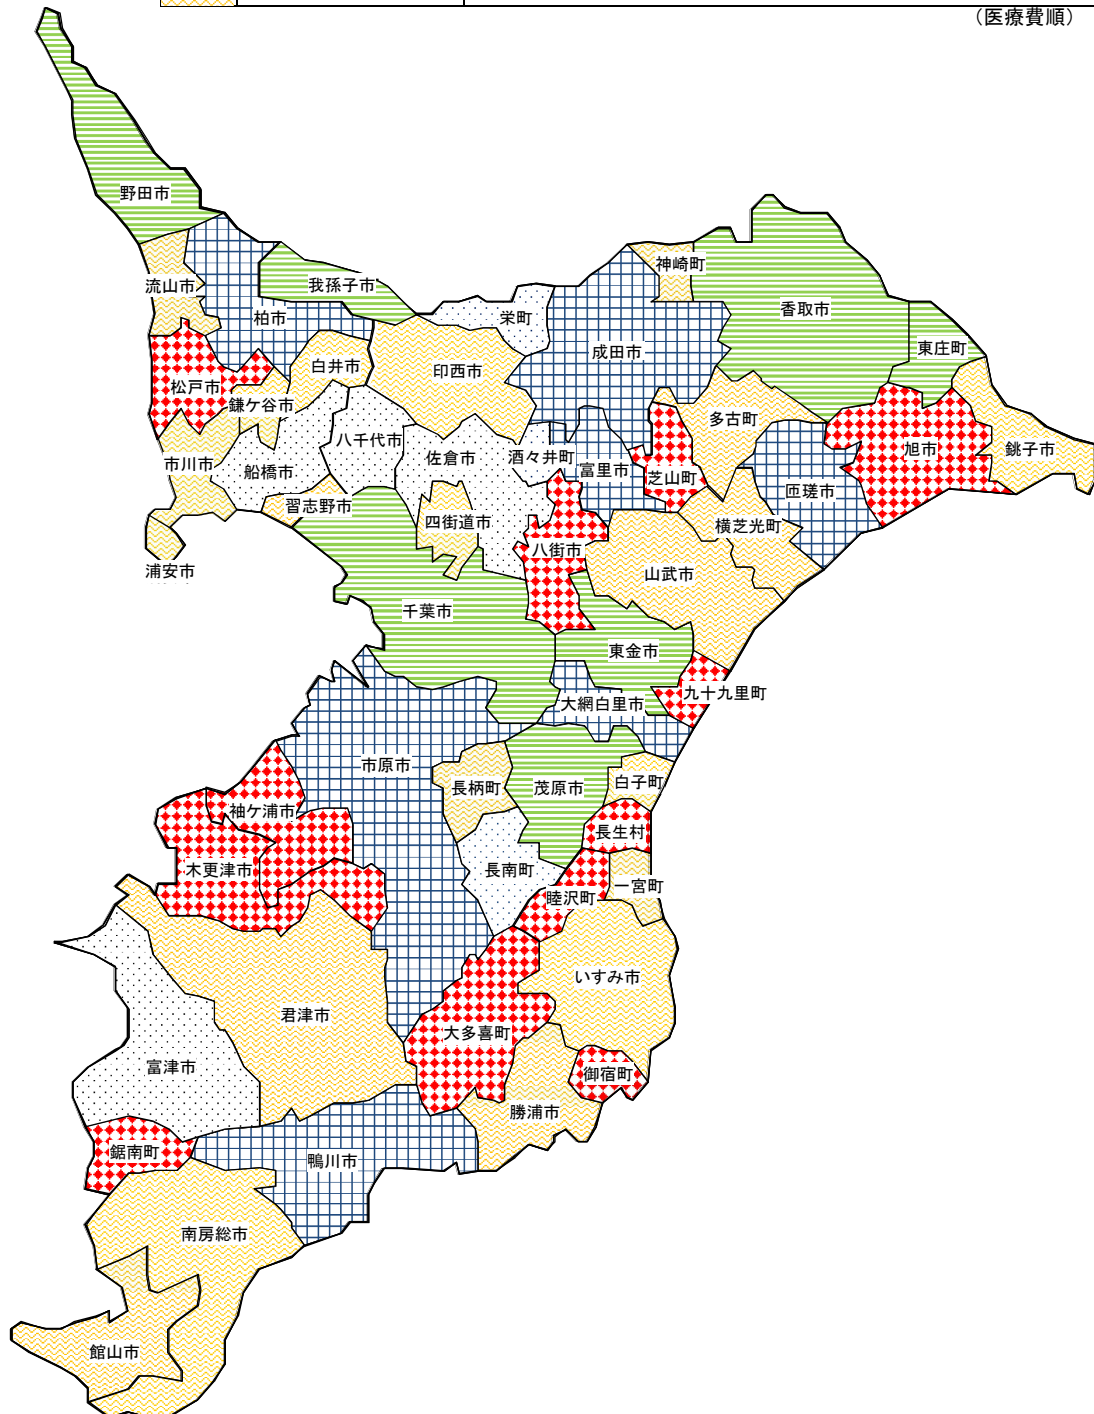 （医療費順）
野田市
神崎町
流山市
我孫子市
香取市
栄町
柏市
東庄町
成田市
白井市
印西市
松戸市
鎌ケ谷市
多古町
八千代市
旭市
銚子市
市川市
船橋市
佐倉市
酒々井町
富里市
芝山町
匝瑳市
習志野市
四街道市
横芝光町
八街市
浦安市
山武市
千葉市
東金市
九十九里町
大網白里市
市原市
長柄町
茂原市
白子町
袖ケ浦市
長生村
木更津市
長南町
一宮町
睦沢町
いすみ市
君津市
大多喜町
富津市
御宿町
勝浦市
鋸南町
鴨川市
南房総市
館山市